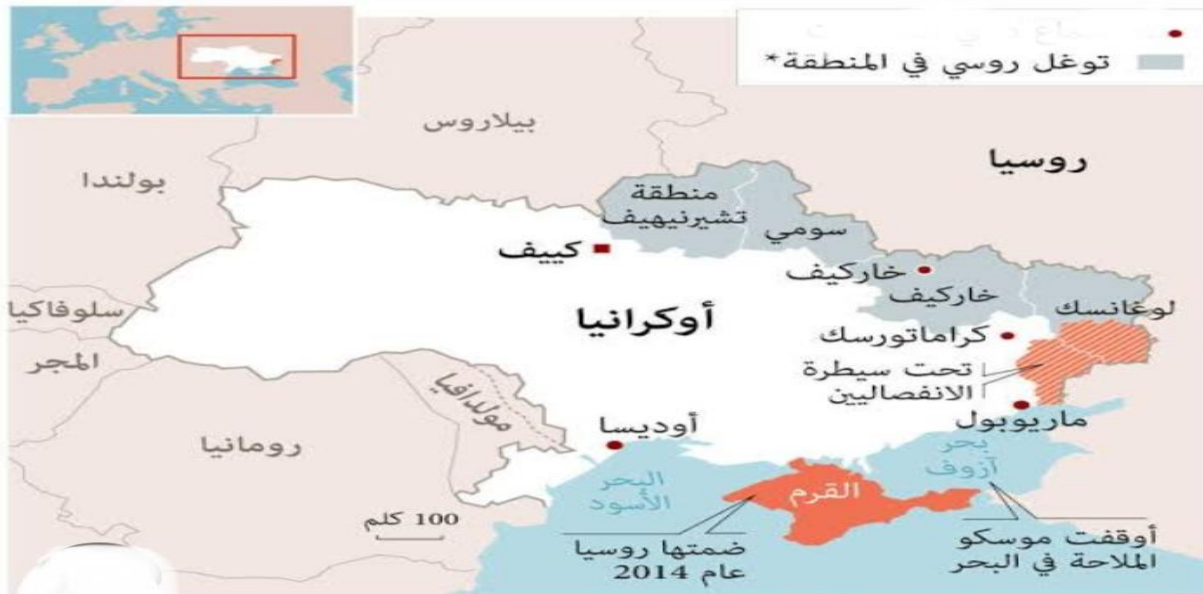 توغل روسي في المنطقة*
بيلاروس
روسيا
بولندا
منطقة
تشيرنيهيف
سومي
كييف
خاركيف
خاركيف
لوغانسك
سلوفاكيا
أوكرانيا
كراماتورسك
المجر
تحت سيطرة
الانفصاليين
مولدافيا
ماريوبول
أوديسا
رومانيا
بحر
آزوف
البحر
الأسود
القرم
100 كلم
أوقفت موسكو
الملاحة في البحر
ضمتها روسيا
عام 2014